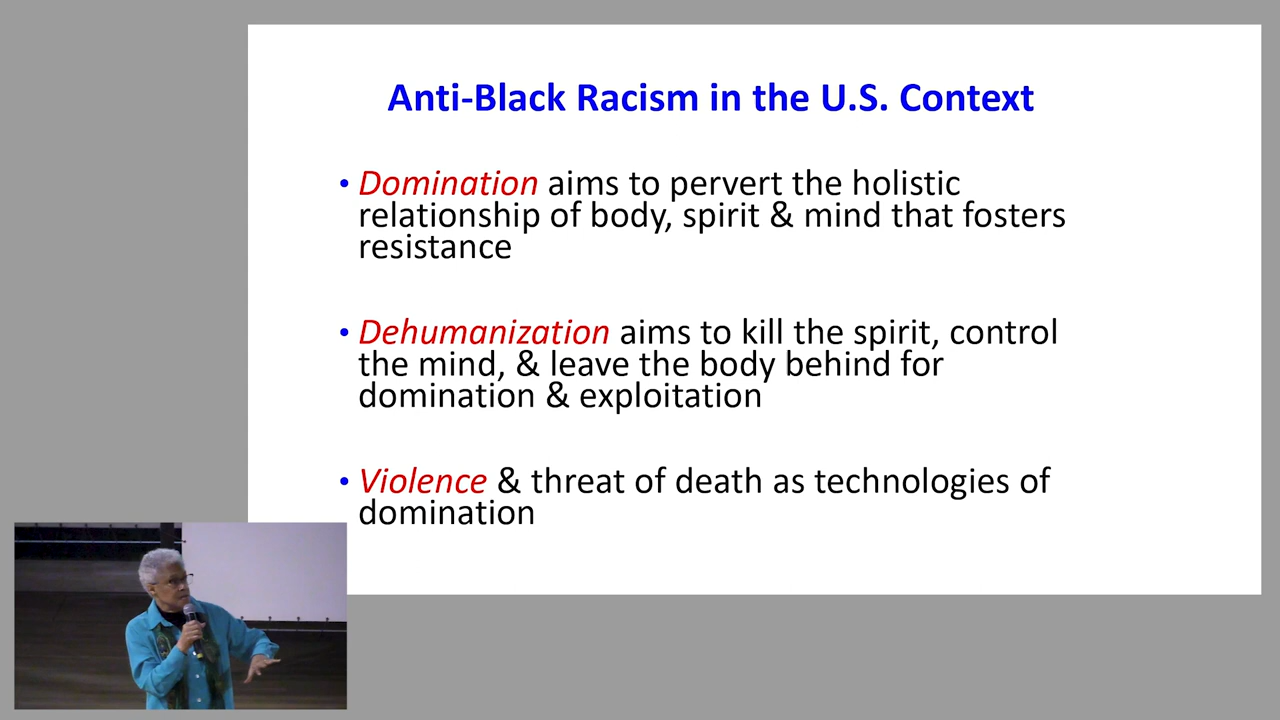 Anti-Black Racism in the U.S. Context
• Domination aims to pervert the holistic
relationship of body, spirit & mind that fosters
resistance
• Dehumanization aims to kill the spirit, control
the mind, & leave the body behind for
domination & exploitation
• Violence & threat of death as technologies of
domination